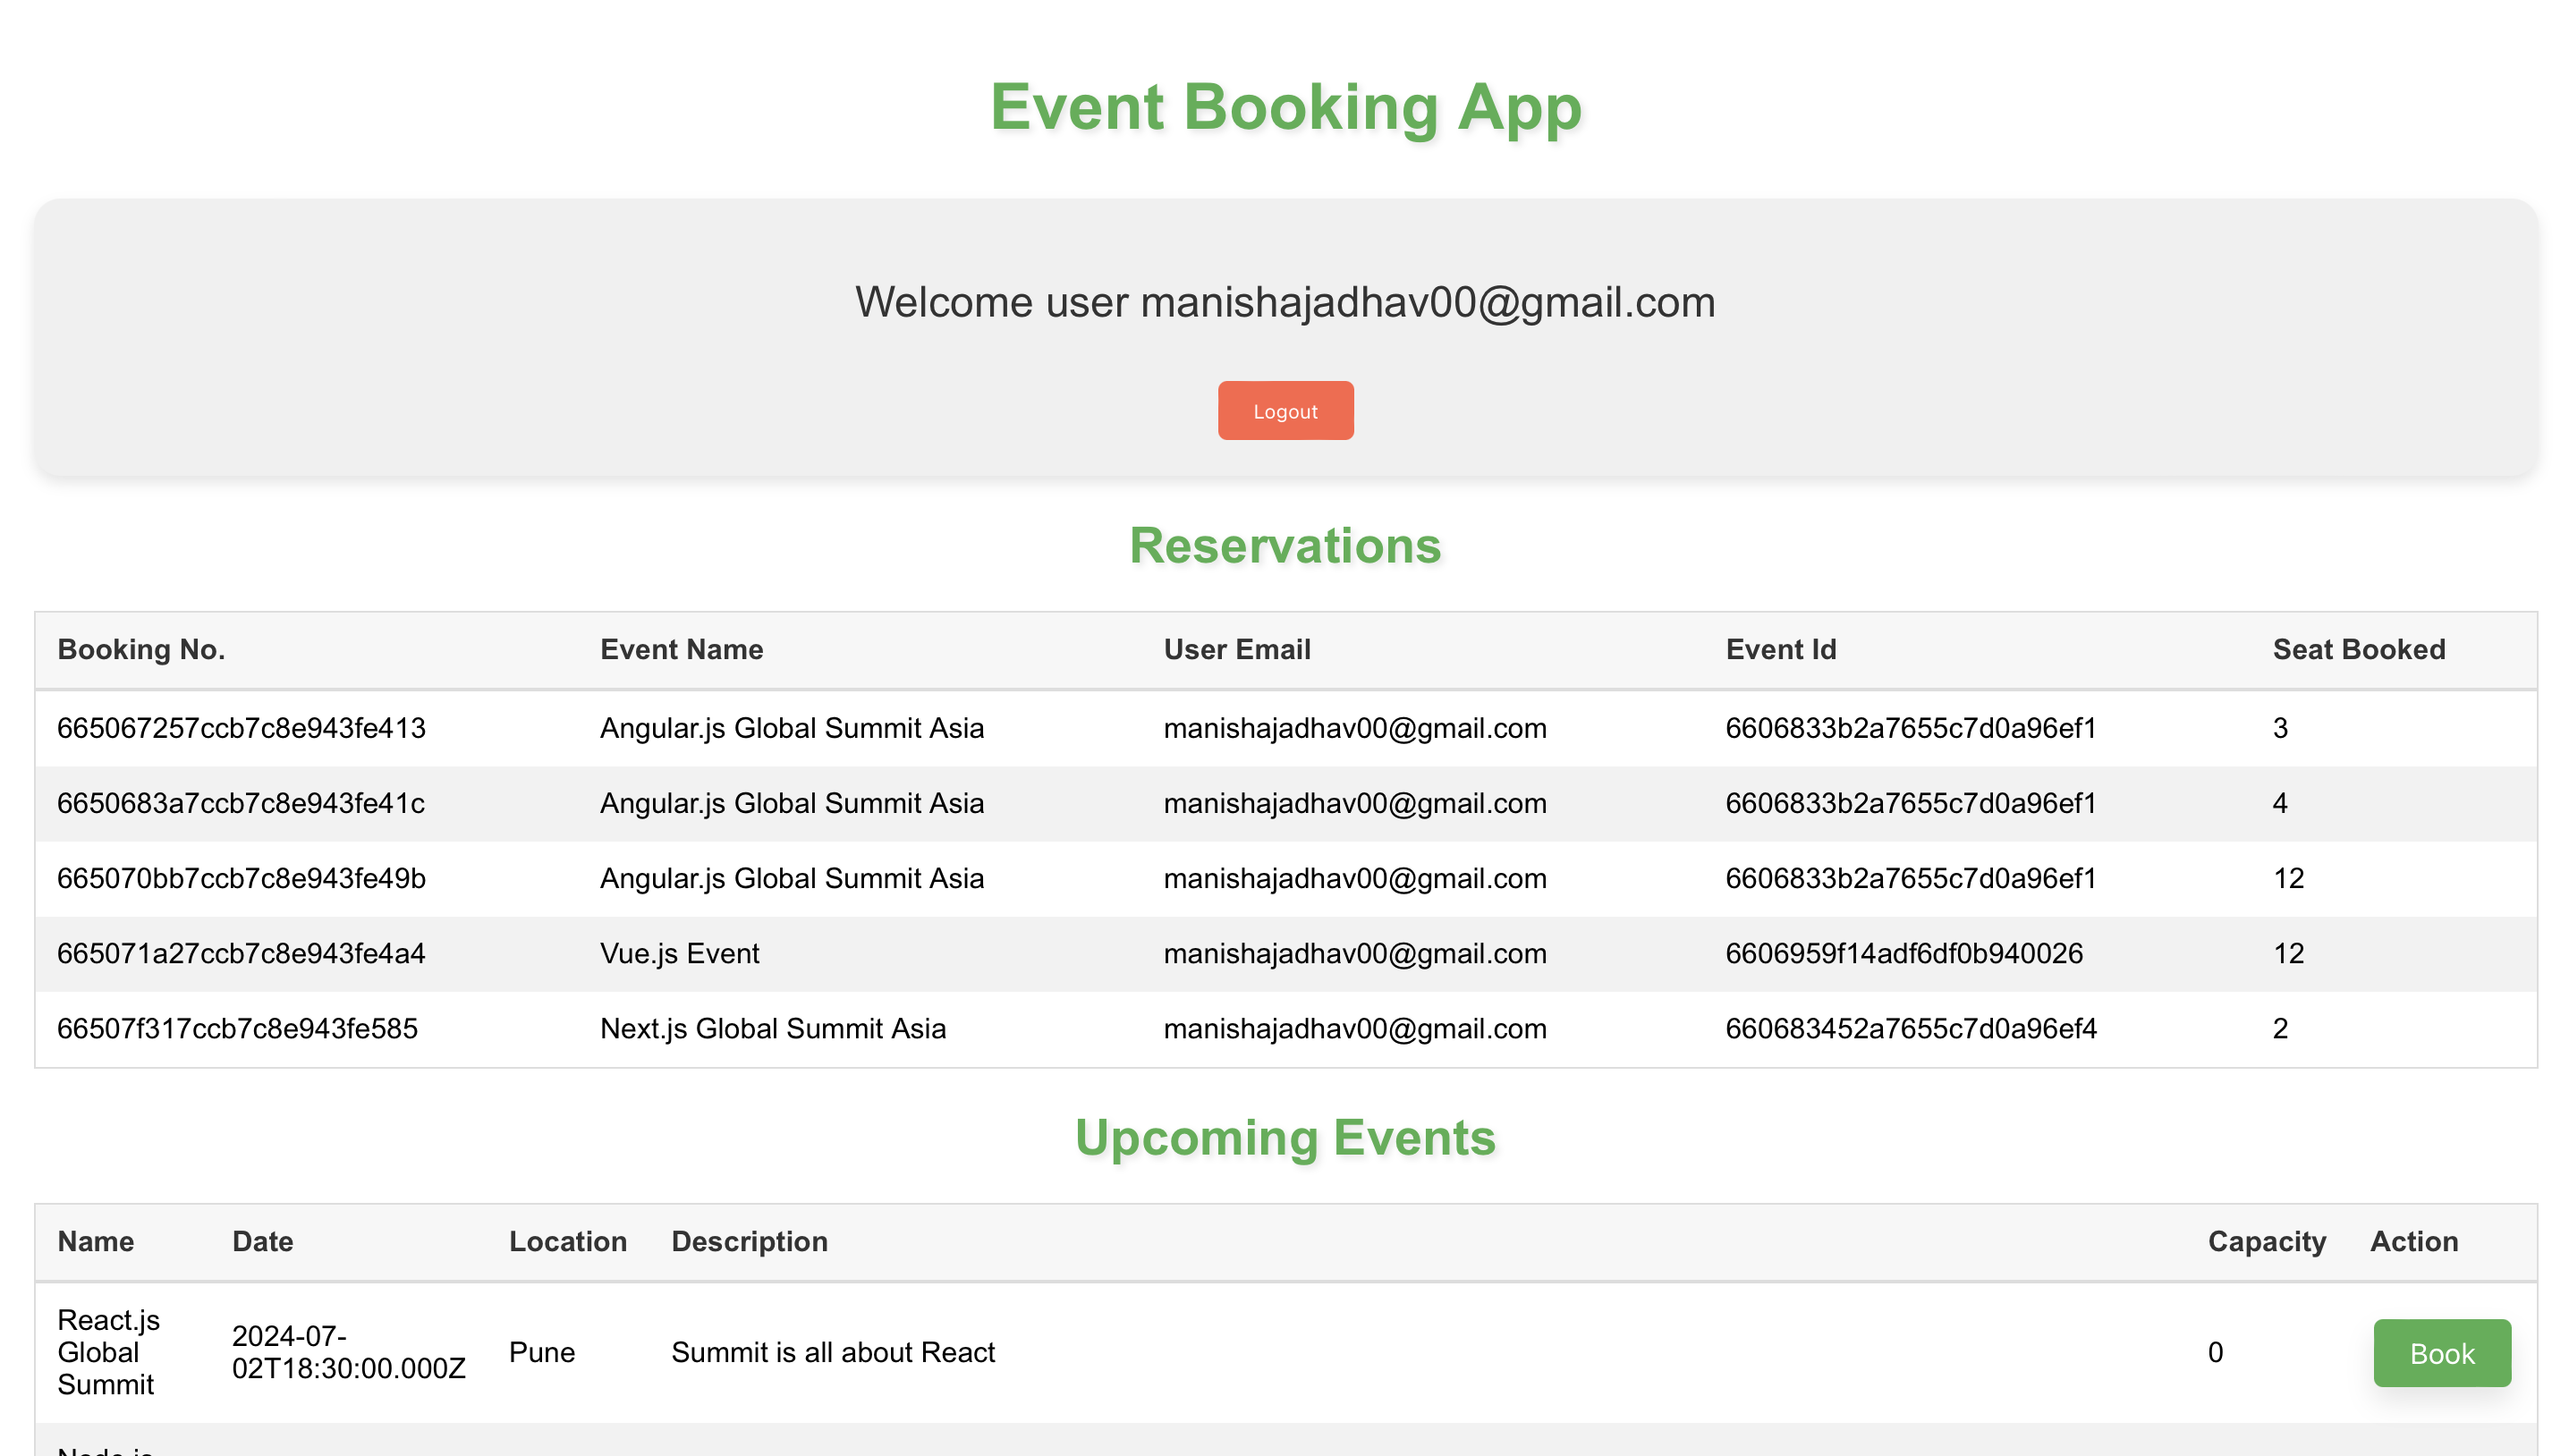 Event Booking App
Welcome user manishajadhav00@gmail.com
Logout
Reservations
Booking No. Event Name User Email Event Id Seat Booked
665067257ccb7c8e943fe413 Angular.js Global Summit Asia manishajadhav00@gmail.com 6606833b2a7655c7d0a96ef1 3
6650683a7ccb7c8e943fe41c Angular.js Global Summit Asia manishajadhav00@gmail.com 6606833b2a7655c7d0a96ef1 4
665070bb7ccb7c8e943fe49b Angular.js Global Summit Asia manishajadhav00@gmail.com 6606833b2a7655c7d0a96ef1 12
665071a27ccb7c8e943fe4a4 Vue.js Event manishajadhav00@gmail.com 6606959f14adf6df0b940026 12
66507f317ccb7c8e943fe585 Next.js Global Summit Asia manishajadhav00@gmail.com 660683452a7655c7d0a96ef4 2
Upcoming Events
Name Date Location Description Capacity Action
React.js
Global
Summit
2024-07-
02T18:30:00.000Z
Pune
Summit is all about React
0
Book